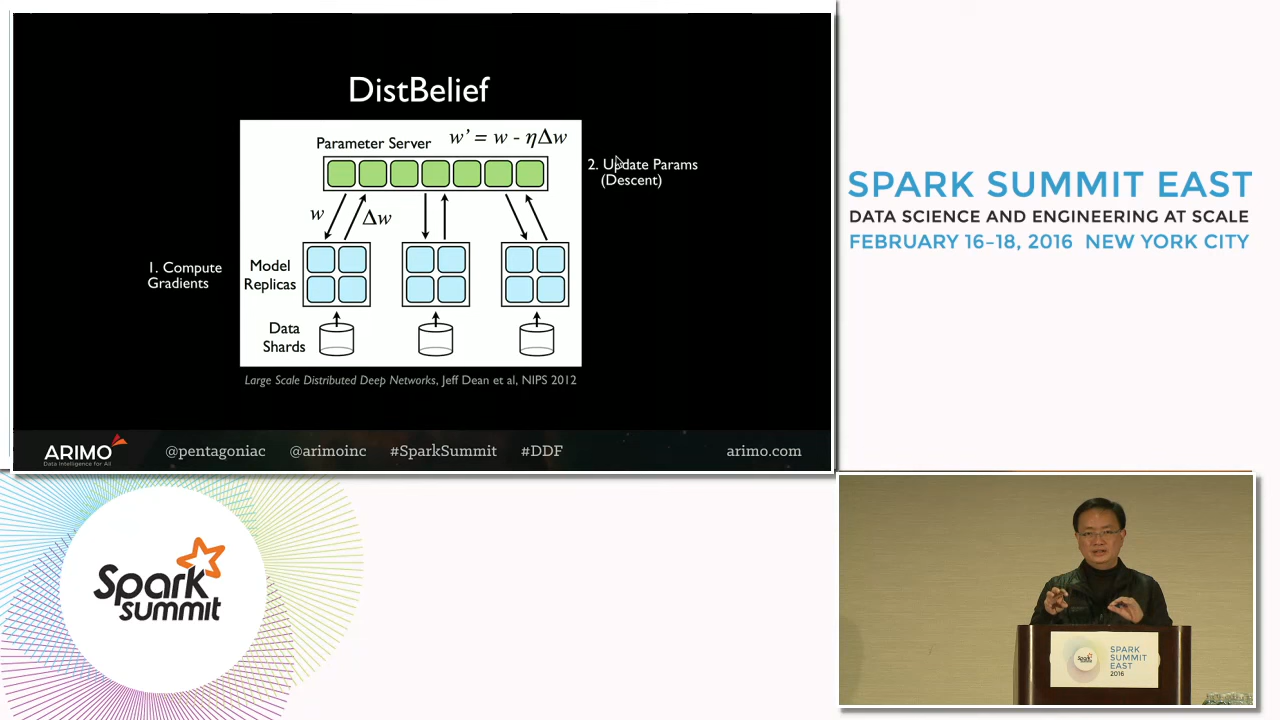 DistBelief
Parameter Server
w' = w - ηΔw
2. Update Params
(Descent)
w
Δw
1. Compute
Gradients
Model
Replicas
Data
Shards
Large Scale Distributed Deep Networks, Jeff Dean et al, NIPS 2012
ARIMO
Data Intelligence for All
@pentagoniac @arimoinc #SparkSummit #DDF arimo.com
SPARK SUMMIT EAST
DATA SCIENCE AND ENGINEERING AT SCALE
FEBRUARY 16–18, 2016 NEW YORK CITY
Spark
summit
Spark
summit
SPARK
SUMMIT
EAST
2016